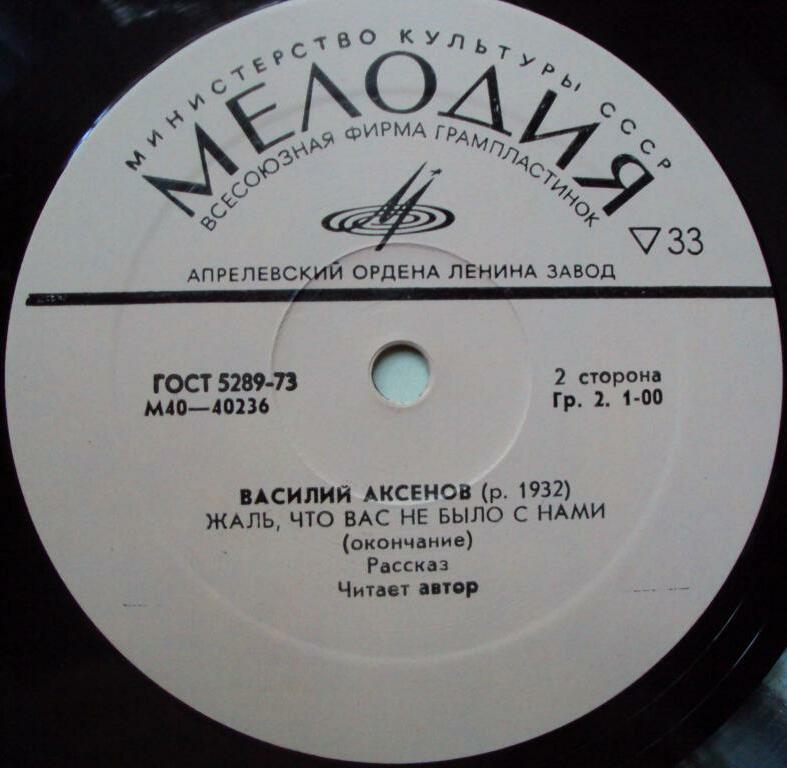 МИНИСТЕРСТВО КУЛЬТУРЫ СССР
МЕЛОДИЯ
ВСЕСОЮЗНАЯ ФИРМА ГРАМПЛАСТИНОК
33
АПРЕЛЕВСКИЙ ОРДЕНА ЛЕНИНА ЗАВОД
ГОСТ 5289-73
М40—40236
2 сторона
Гр. 2. 1-00
ВАСИЛИЙ АКСЕНОВ (р. 1932)
ЖАЛЬ, ЧТО ВАС НЕ БЫЛО С НАМИ
(окончание)
Рассказ
Читает автор